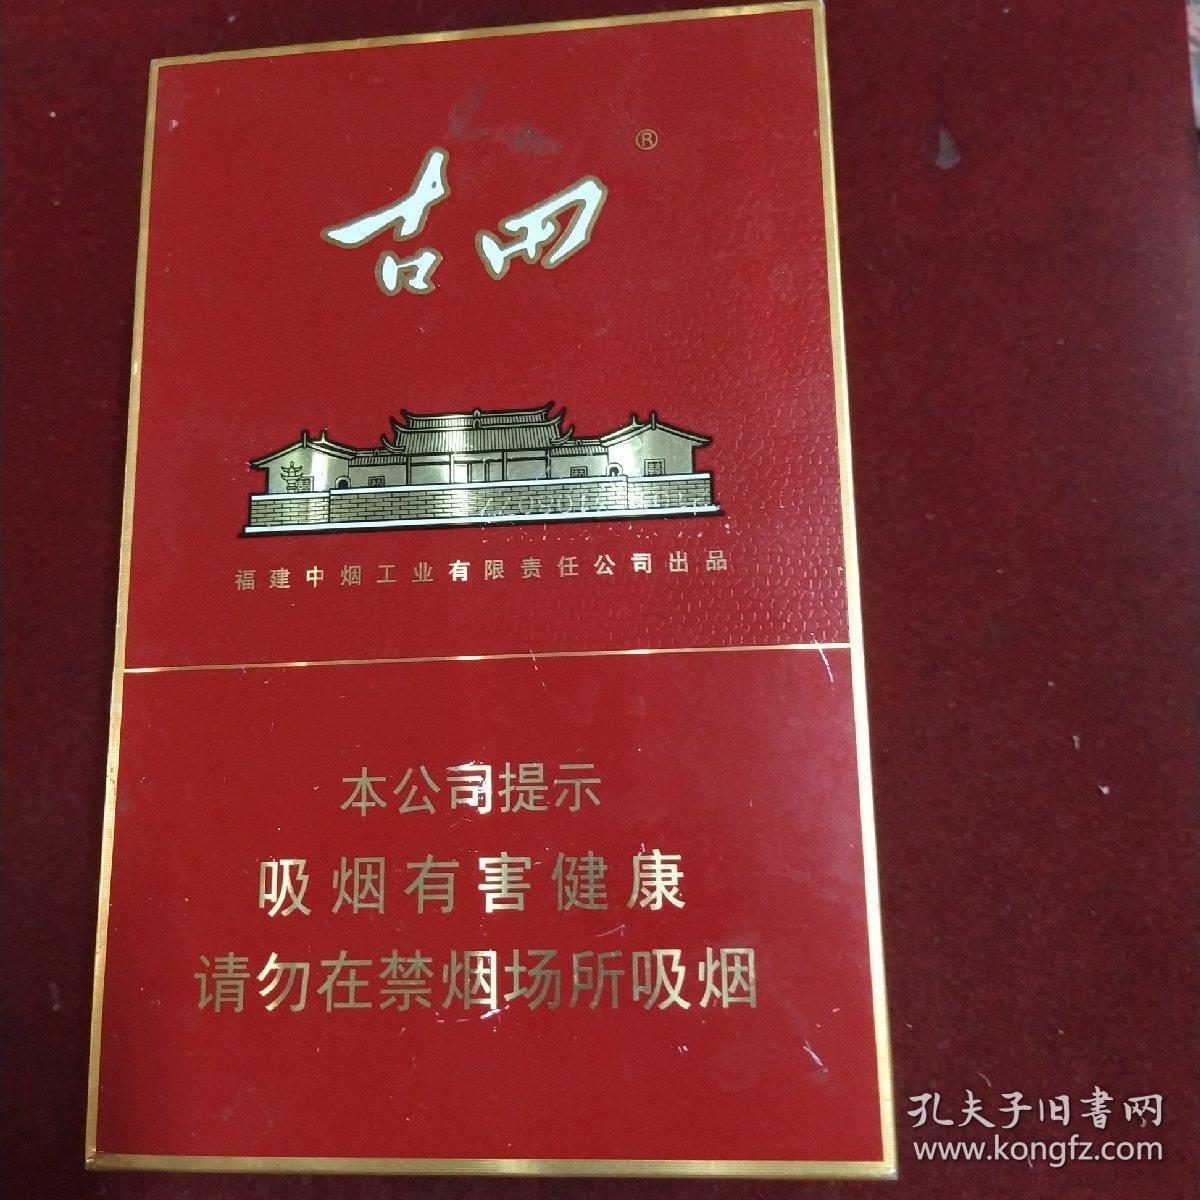 古田
®
福建中烟工业有限责任公司出品
本公司提示
吸烟有害健康
请勿在禁烟场所吸烟
孔夫子旧書网
www.kongfz.com